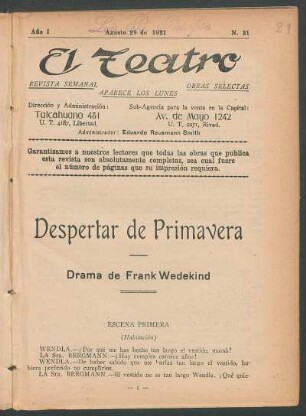 Año I Agosto 29 de 1921 N. 21
21
El Teatro
REVISTA SEMANAL OBRAS SELECTAS
APARECE LOS LUNES
Dirección y Administración: Sub-Agencia para la venta en la Capital:
Talcahuano 451 Av. de Mayo 1242
U. T. Libertad. U. T. Rivad.
Administrador: Eduardo Smith
Garantizamos a nuestros lectores que todas las obras que publica
esta revista son absolutamente completas, sea cual fuere
el número de páginas que su impresión requiera.
Despertar de Primavera
Drama de Frank Wedekind
ESCENA PRIMERA
(Habitación)
WENDLA.—¿Por qué me has hecho tan largo el vestido, mamá?
LA Sra. BERGMANN.—¡Hoy cumples catorce años!
WENDLA.—De haber sabido que me harías tan largo el vestido, hu-
biera preferido no cumplirlos.
LA Sra. BERGMANN.—El vestido no es tan largo Wendla. ¿Qué quie-
— 1 —